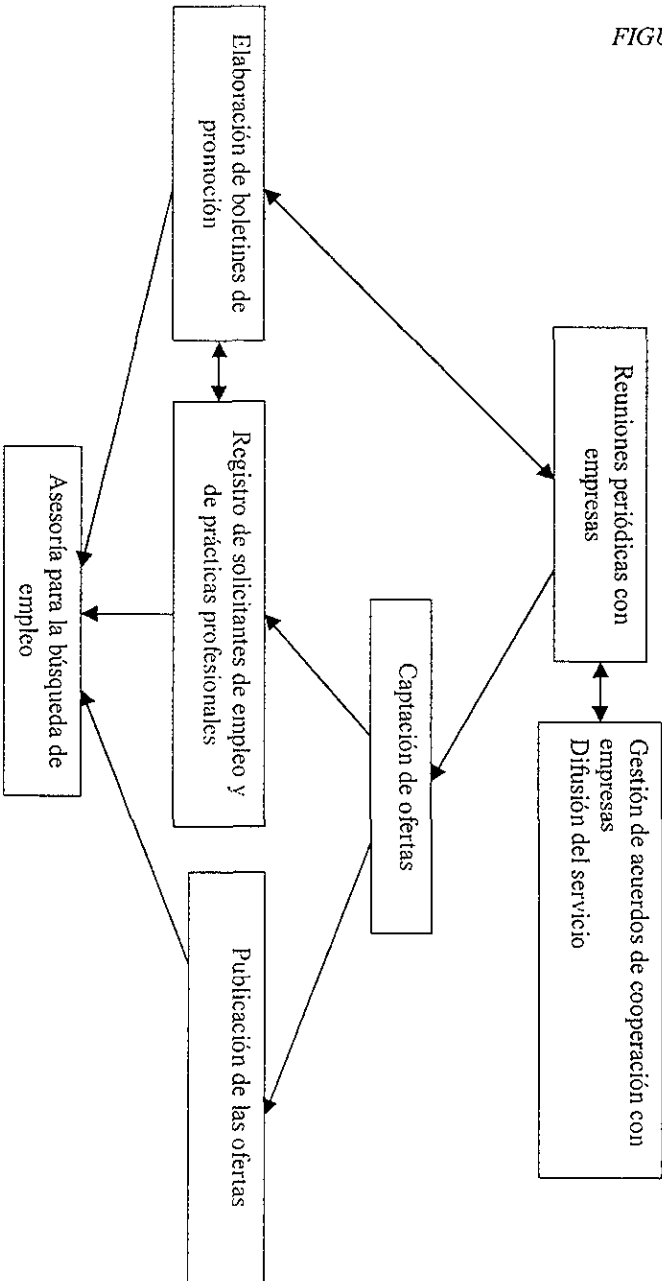 FIGU
Reuniones periódicas con
empresas
Gestión de acuerdos de cooperación con
empresas
Difusión del servicio
Captación de ofertas
Elaboración de boletines de
promoción
Registro de solicitantes de empleo y
de prácticas profesionales
Publicación de las ofertas
Asesoría para la búsqueda de
empleo